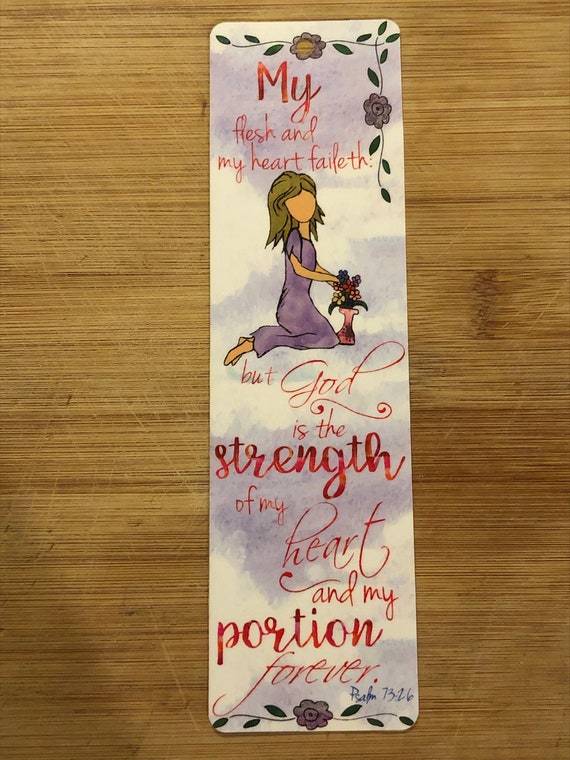 My
flesh and
my heart faileth:
but God
is the
strength
of my
heart
and my
portion
forever.
Psalm 73:26